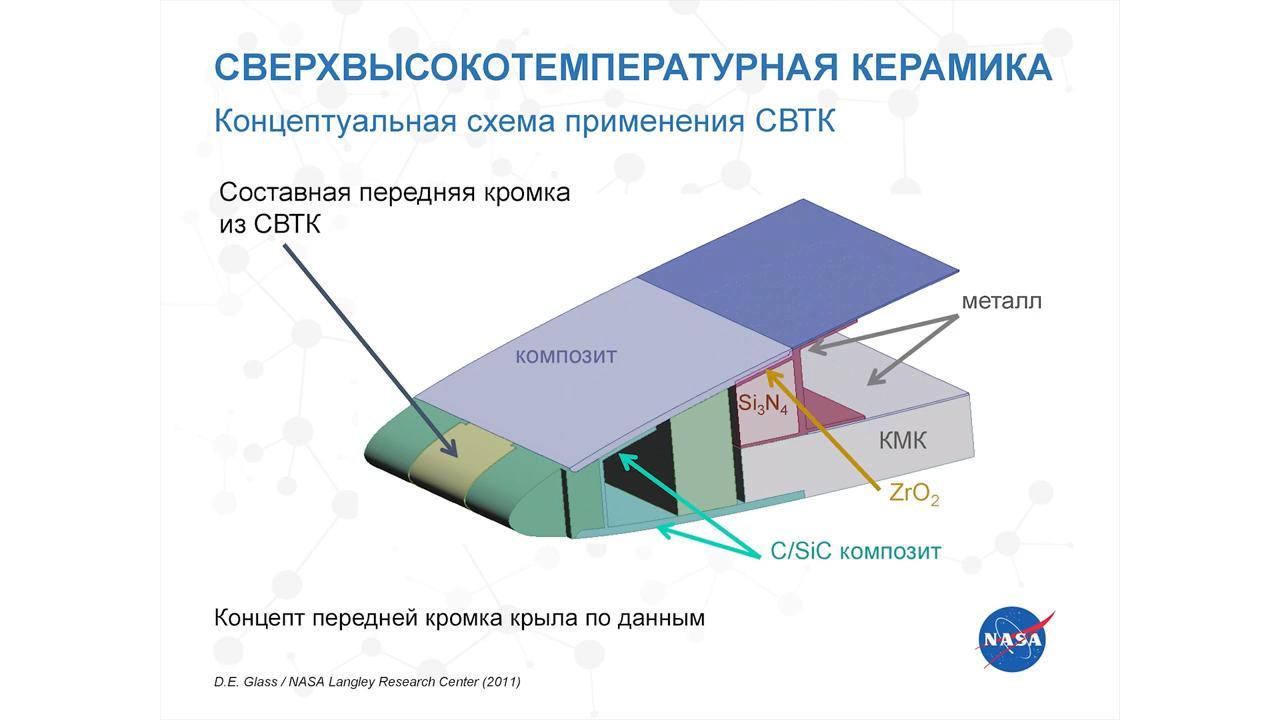 СВЕРХВЫСОКОТЕМПЕРАТУРНАЯ КЕРАМИКА
Концептуальная схема применения СВТК
Составная передняя кромка
из СВТК
металл
композит
Si₃N₄
КМК
ZrO₂
C/SiC композит
Концепт передней кромка крыла по данным
NASA
D.E. Glass / NASA Langley Research Center (2011)